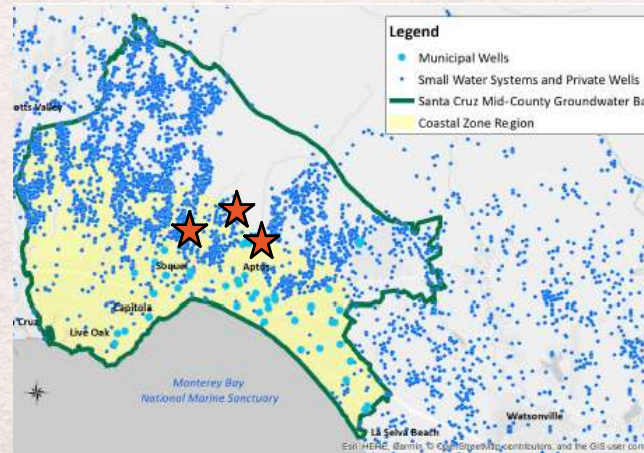 Legend
Municipal Wells
Small Water Systems and Private Wells
Santa Cruz Mid-County Groundwater Ba
Coastal Zone Region
otts Valley
Soquel
Aptos
Capitola
Cruz
Live Oak
Monterey Bay
National Marine Sanctuary
Watsonville
La Selva Beach
Esri, HERE, Garmin, © OpenStreetMap contributors, and the GIS user com